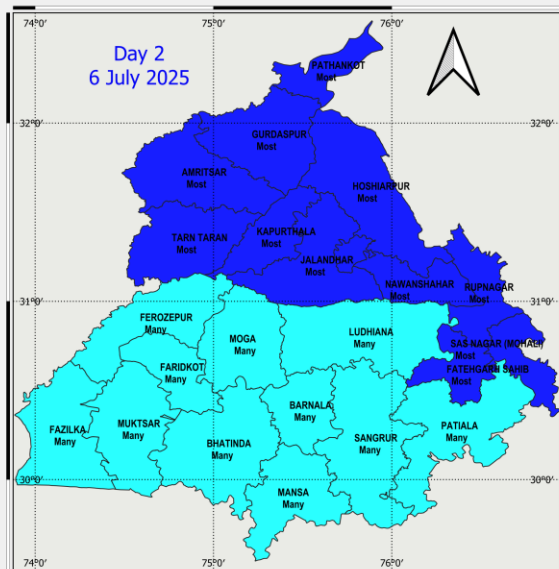 74°0' 75°0' 76°0'
Day 2
6 July 2025
PATHANKOT
Most
32°0' 32°0'
GURDASPUR
Most
AMRITSAR
Most
HOSHIARPUR
Most
TARN TARAN
Most
KAPURTHALA
Most
JALANDHAR
Most
NAWANSHAHAR
Most
RUPNAGAR
Most
31°0' 31°0'
FEROZEPUR
Many
MOGA
Many
LUDHIANA
Many
SAS NAGAR (MOHALI)
Most
FARIDKOT
Many
FATEHGARH SAHIB
Most
FAZILKA
Many
MUKTSAR
Many
BHATINDA
Many
BARNALA
Many
SANGRUR
Many
PATIALA
Many
30°0' 30°0'
MANSA
Many
74°0' 75°0' 76°0'